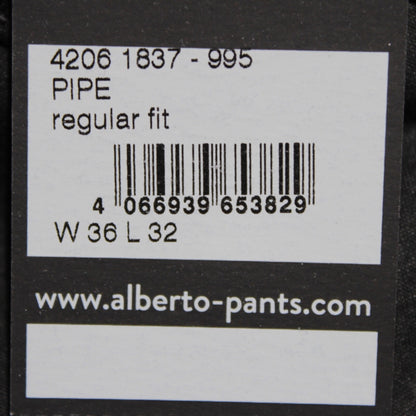 4206 1837 - 995
PIPE
regular fit
4 066939 653829
W 36 L 32
www.alberto-pants.com